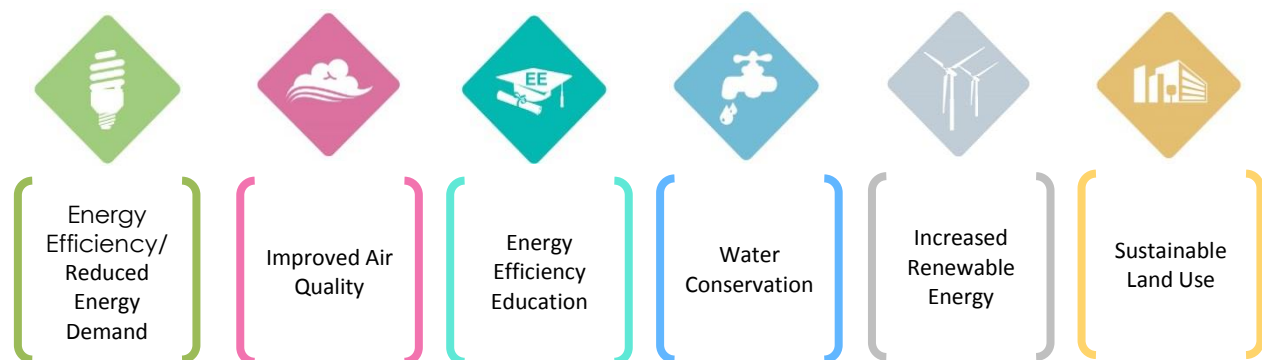 EE
Energy
Efficiency/
Reduced
Energy
Demand
Improved Air
Quality
Energy
Efficiency
Education
Water
Conservation
Increased
Renewable
Energy
Sustainable
Land Use